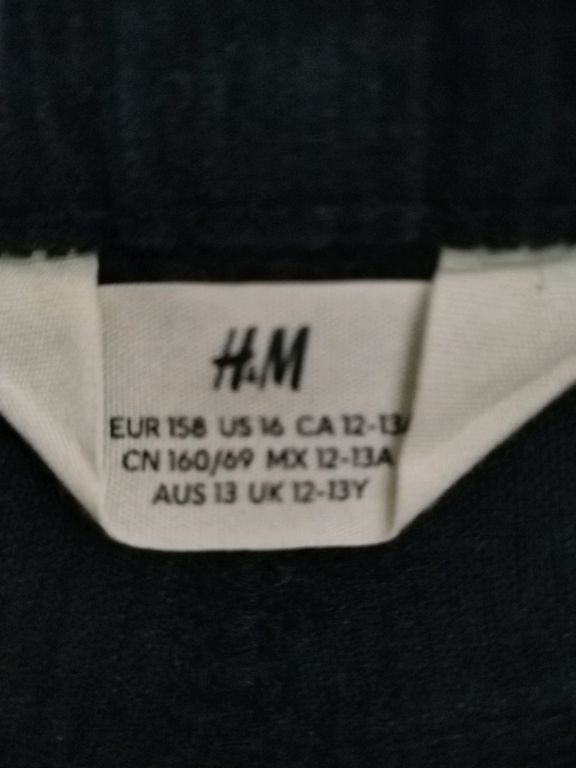 H&M
EUR 158 US 16 CA 12-13
CN 160/69 MX 12-13A
AUS 13 UK 12-13Y